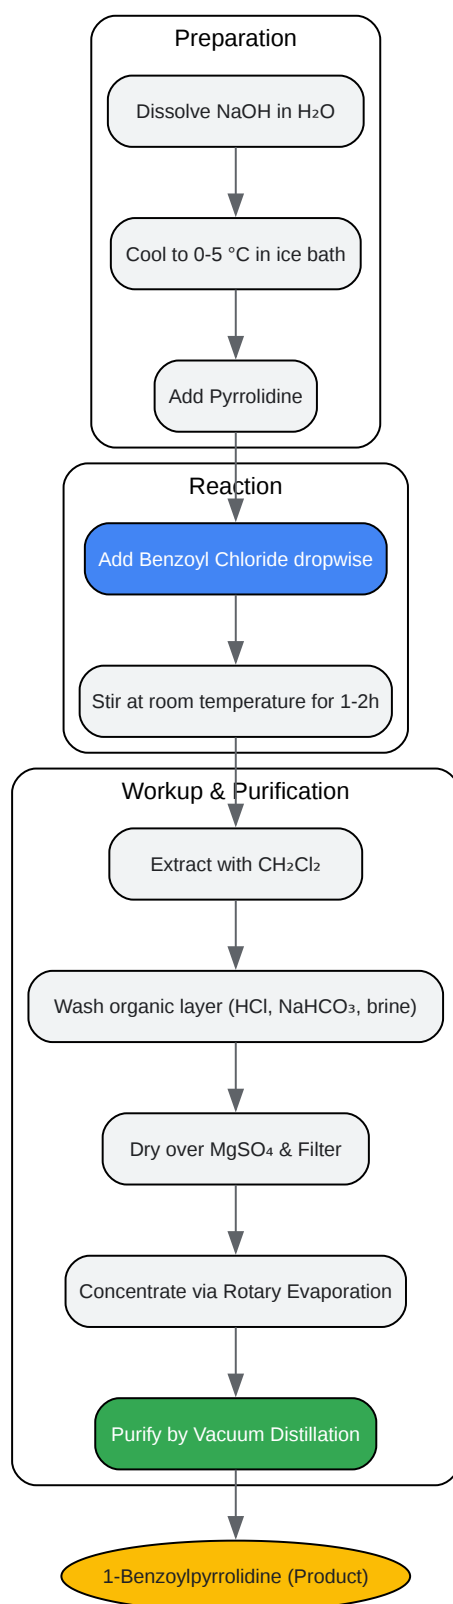 Preparation
Dissolve NaOH in H₂O
Cool to 0-5 °C in ice bath
Add Pyrrolidine
Reaction
Add Benzoyl Chloride dropwise
Stir at room temperature for 1-2h
Workup & Purification
Extract with CH₂Cl₂
Wash organic layer (HCl, NaHCO₃, brine)
Dry over MgSO₄ & Filter
Concentrate via Rotary Evaporation
Purify by Vacuum Distillation
1-Benzoylpyrrolidine (Product)